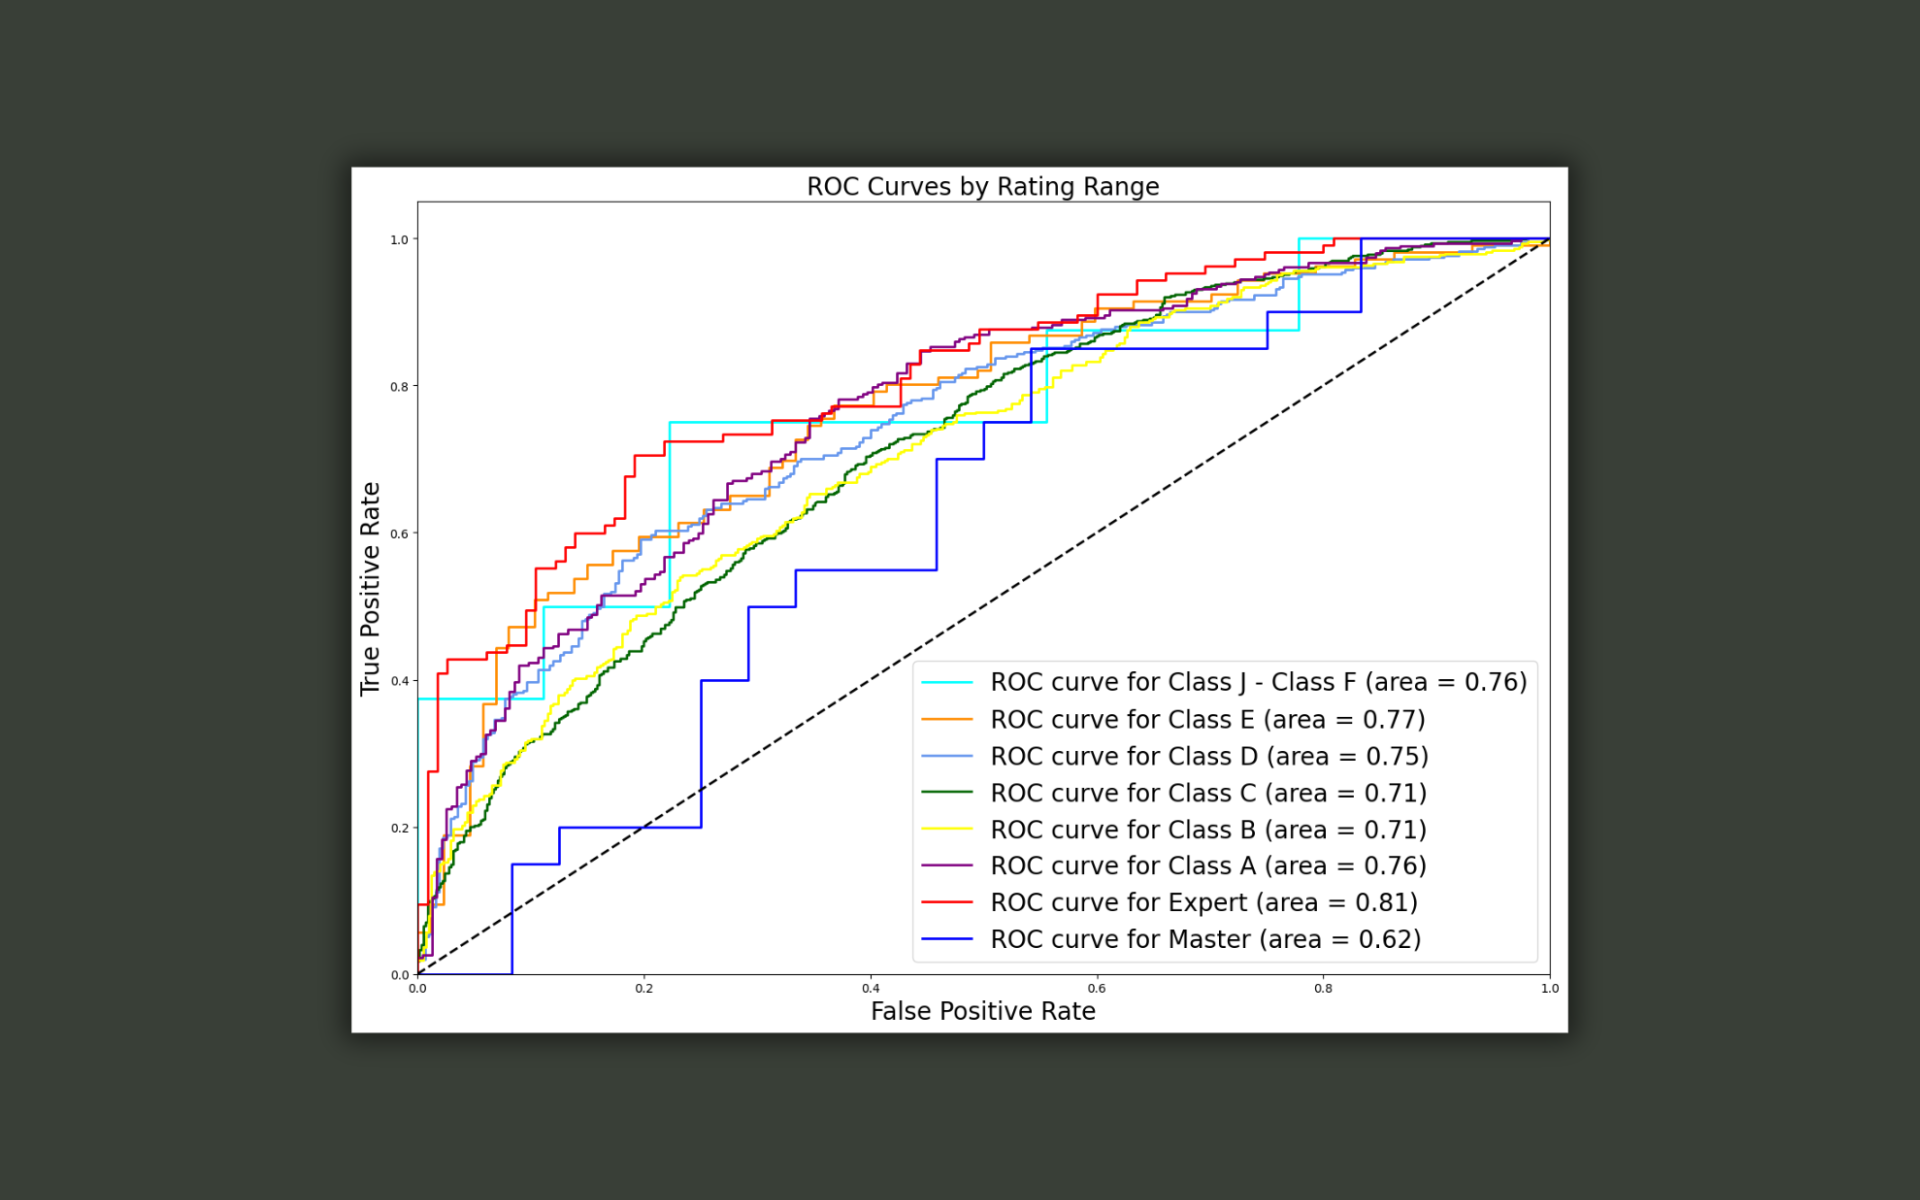 ROC Curves by Rating Range
True Positive Rate
1.0
0.8
0.6
0.4
0.2
0.0
0.0 0.2 0.4 0.6 0.8 1.0
False Positive Rate
ROC curve for Class J - Class F (area = 0.76)
ROC curve for Class E (area = 0.77)
ROC curve for Class D (area = 0.75)
ROC curve for Class C (area = 0.71)
ROC curve for Class B (area = 0.71)
ROC curve for Class A (area = 0.76)
ROC curve for Expert (area = 0.81)
ROC curve for Master (area = 0.62)